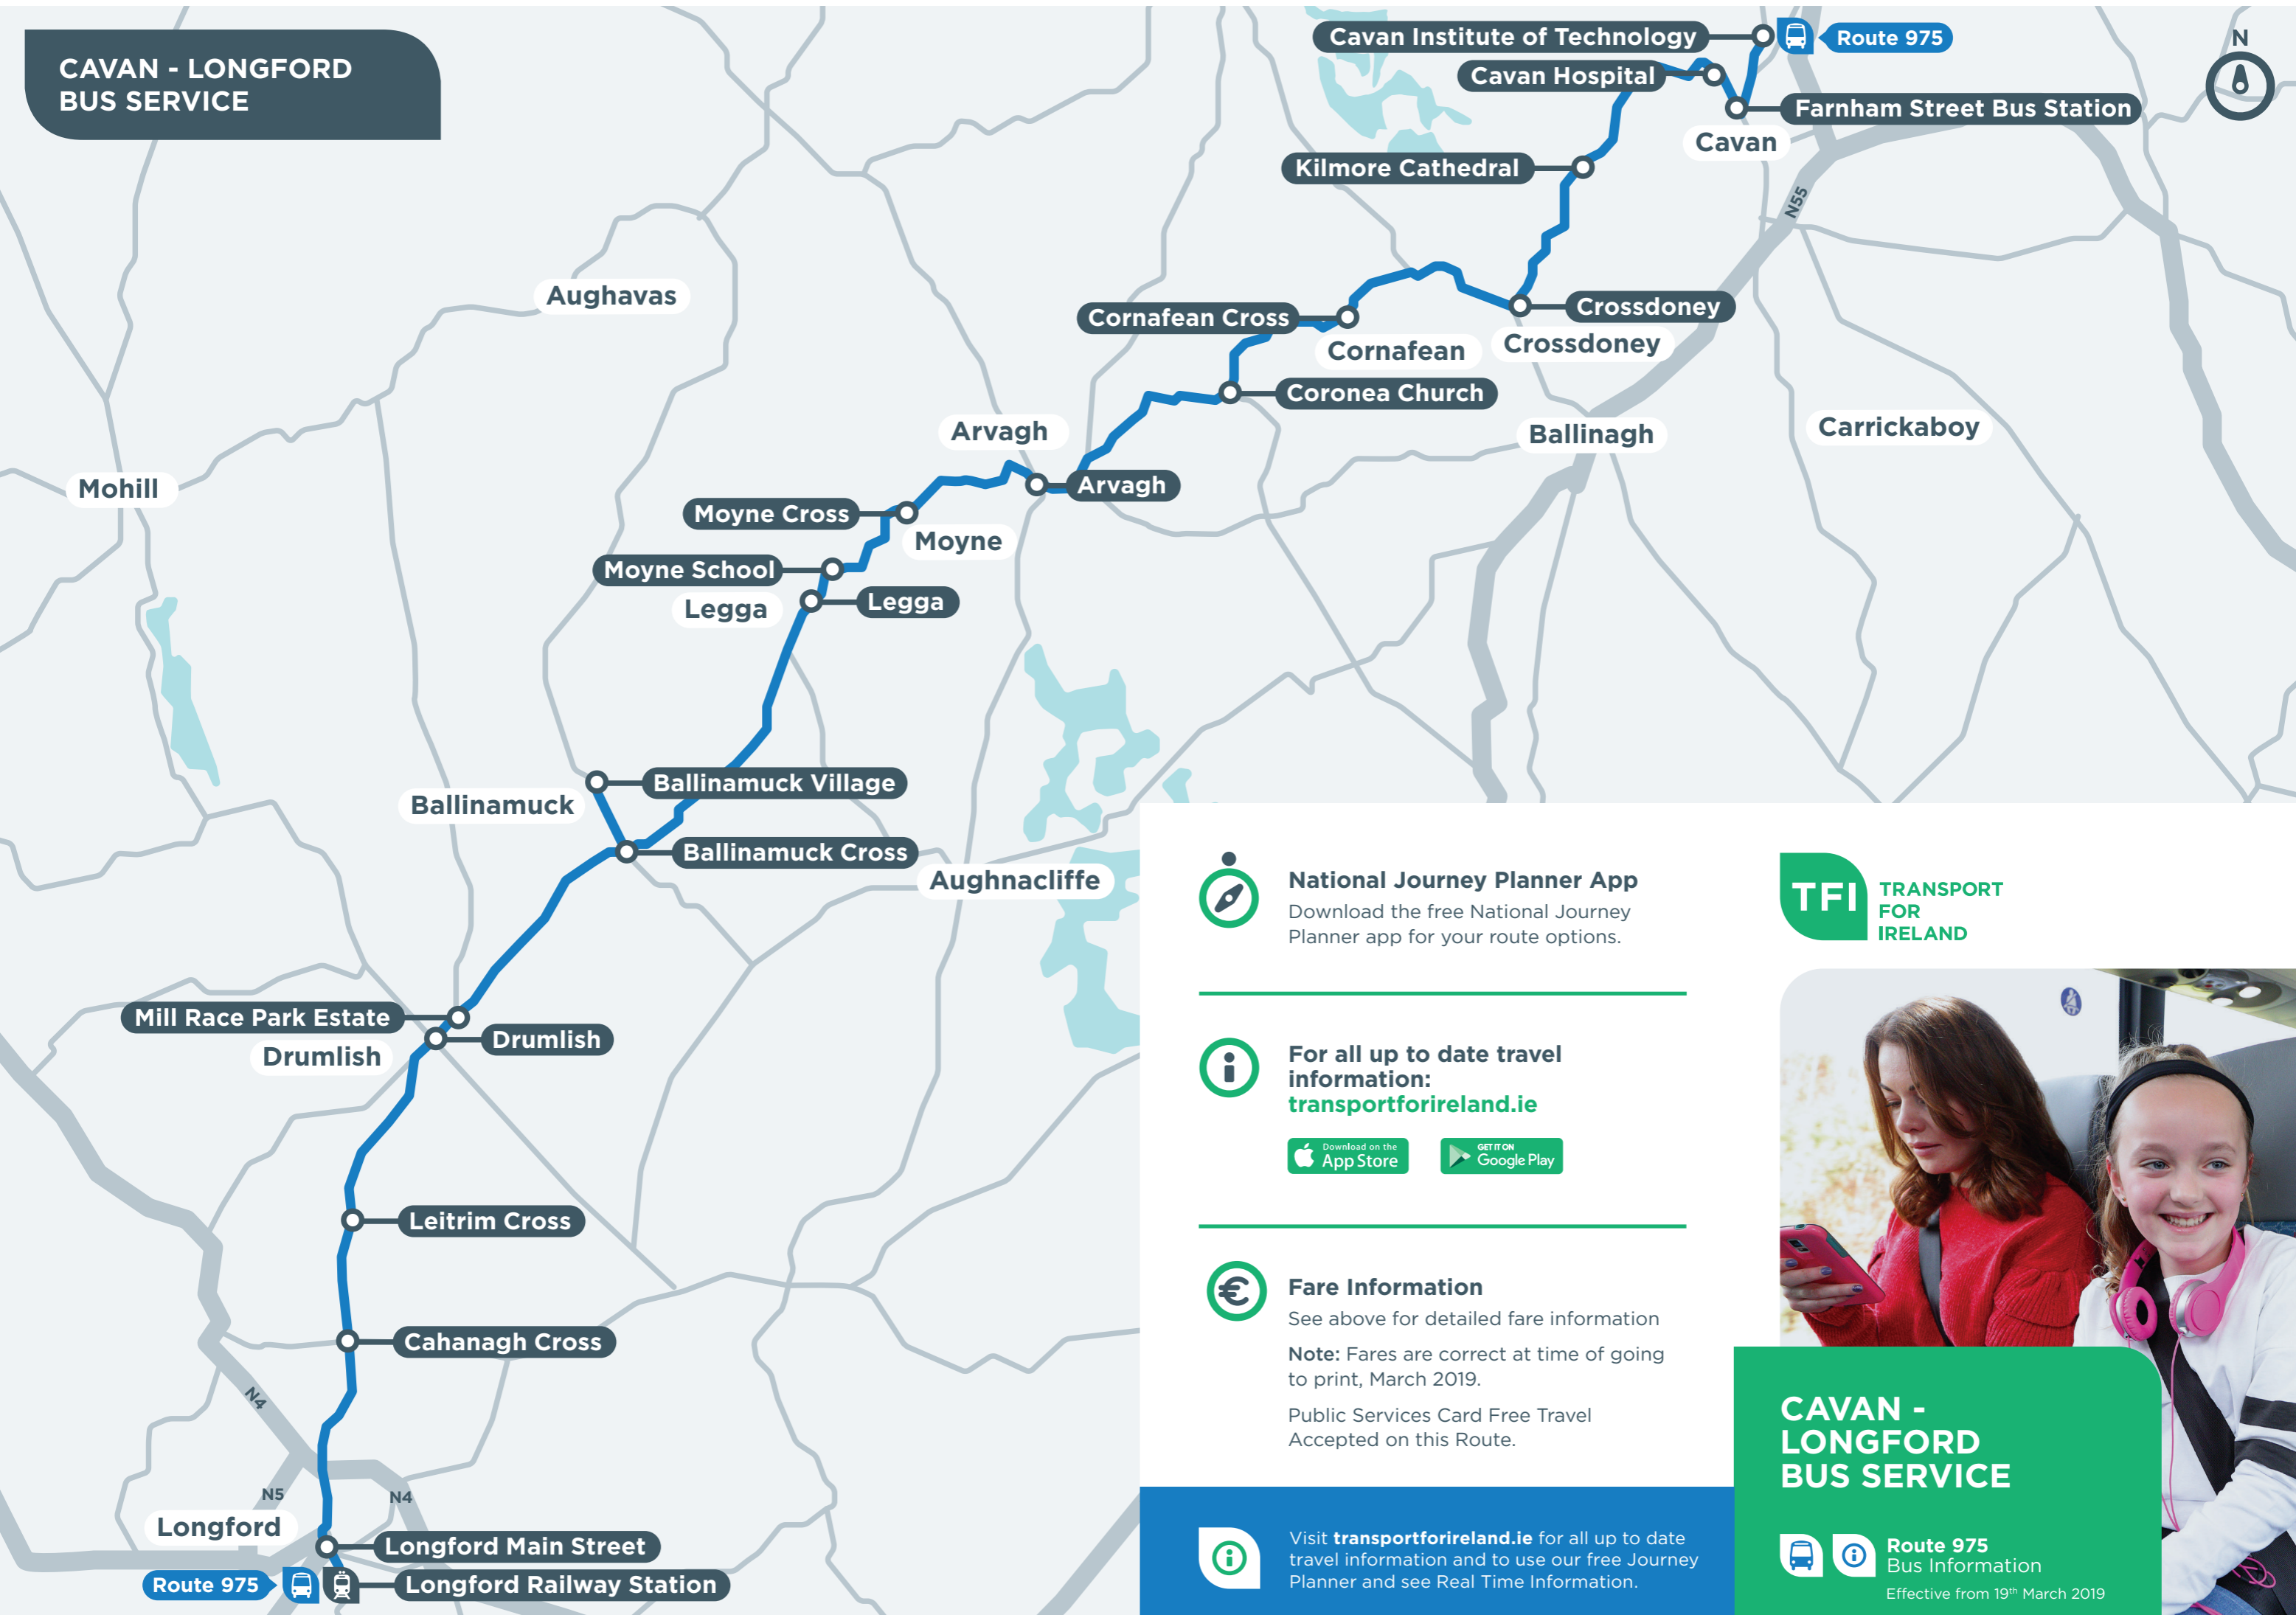 CAVAN - LONGFORD
BUS SERVICE
Cavan Institute of Technology
Route 975
N
Cavan Hospital
Farnham Street Bus Station
Cavan
Kilmore Cathedral
N55
Aughavas
Cornafean Cross
Crossdoney
Cornafean
Crossdoney
Coronea Church
Arvagh
Ballinagh
Carrickaboy
Mohill
Arvagh
Moyne Cross
Moyne
Moyne School
Legga
Legga
Ballinamuck Village
Ballinamuck
Ballinamuck Cross
Aughnacliffe
Mill Race Park Estate
Drumlish
Drumlish
Leitrim Cross
Cahanagh Cross
N4
N5
N4
Longford
Longford Main Street
Route 975
Longford Railway Station
National Journey Planner App
Download the free National Journey
Planner app for your route options.
For all up to date travel
information:
transportforireland.ie
Download on the
App Store
GET IT ON
Google Play
Fare Information
See above for detailed fare information
Note: Fares are correct at time of going
to print, March 2019.
Public Services Card Free Travel
Accepted on this Route.
Visit transportforireland.ie for all up to date
travel information and to use our free Journey
Planner and see Real Time Information.
TFI
TRANSPORT
FOR
IRELAND
CAVAN -
LONGFORD
BUS SERVICE
Route 975
Bus Information
Effective from 19th March 2019